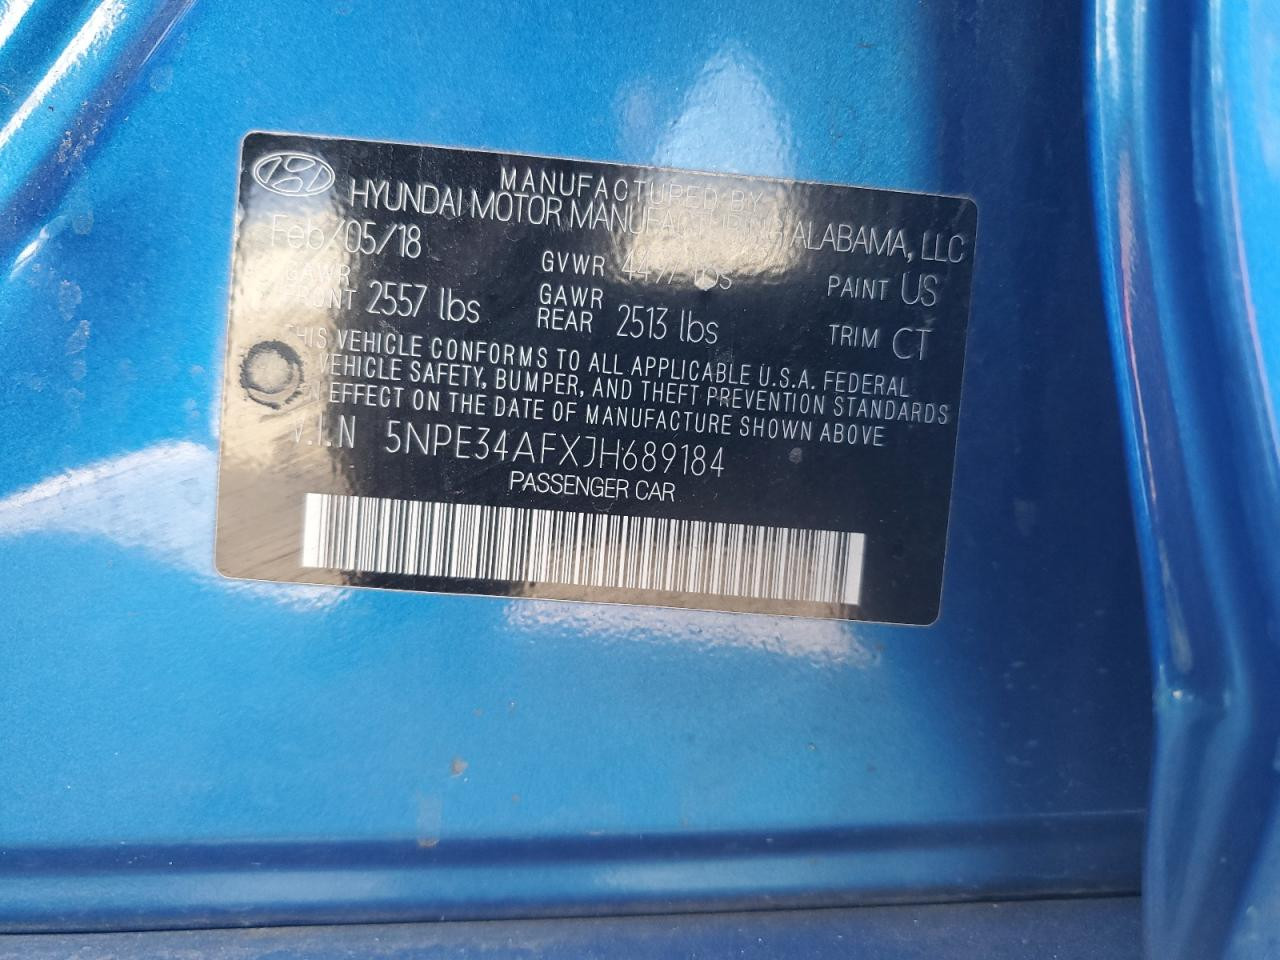 MANUFACTURED BY
HYUNDAI MOTOR MANUFACTURING ALABAMA, LLC
Feb/05/18 GVWR lbs PAINT US
GAWR FRONT 2557 lbs GAWR REAR 2513 lbs TRIM CT
THIS VEHICLE CONFORMS TO ALL APPLICABLE U.S.A. FEDERAL
VEHICLE SAFETY, BUMPER, AND THEFT PREVENTION STANDARDS
IN EFFECT ON THE DATE OF MANUFACTURE SHOWN ABOVE
V.I.N 5NPE34AFXJH689184
PASSENGER CAR